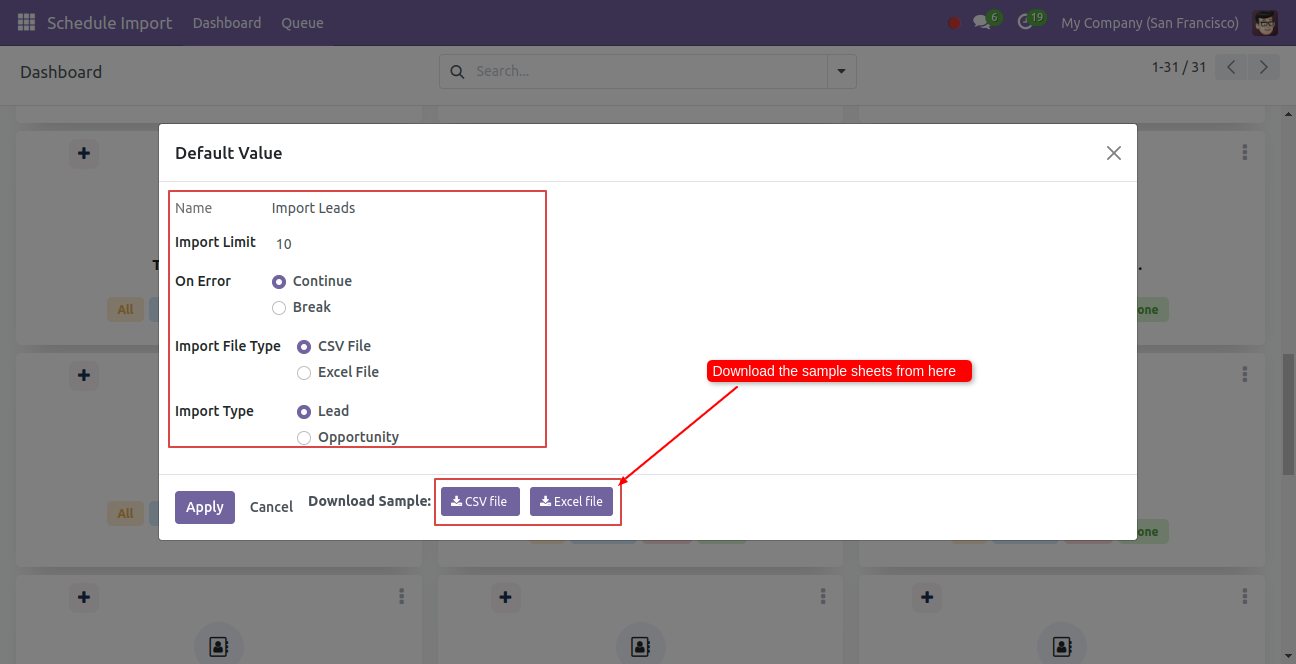 Schedule Import Dashboard Queue 6 19 My Company (San Francisco)
Dashboard Search... 1-31 / 31
Default Value
Name Import Leads
Import Limit 10
On Error Continue
Break
Import File Type CSV File
Excel File
Import Type Lead
Opportunity
All
Download the sample sheets from here
Apply Cancel Download Sample: CSV file Excel file
All